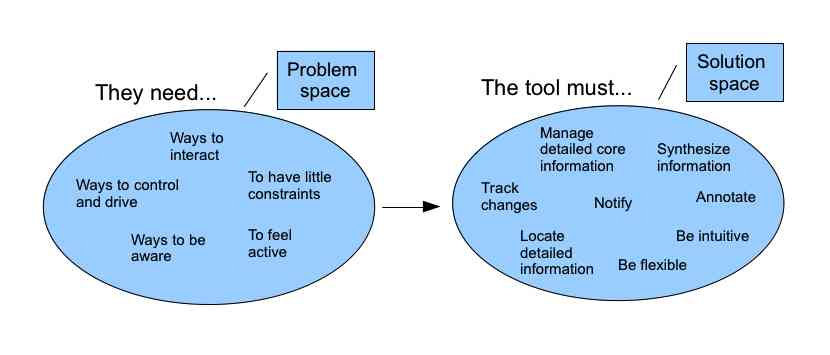 Problem
space
They need...
Ways to
interact
To have little
constraints
Ways to control
and drive
To feel
active
Ways to be
aware
Solution
space
The tool must...
Manage
detailed core
information
Synthesize
information
Track
changes
Notify
Annotate
Locate
detailed
information
Be intuitive
Be flexible